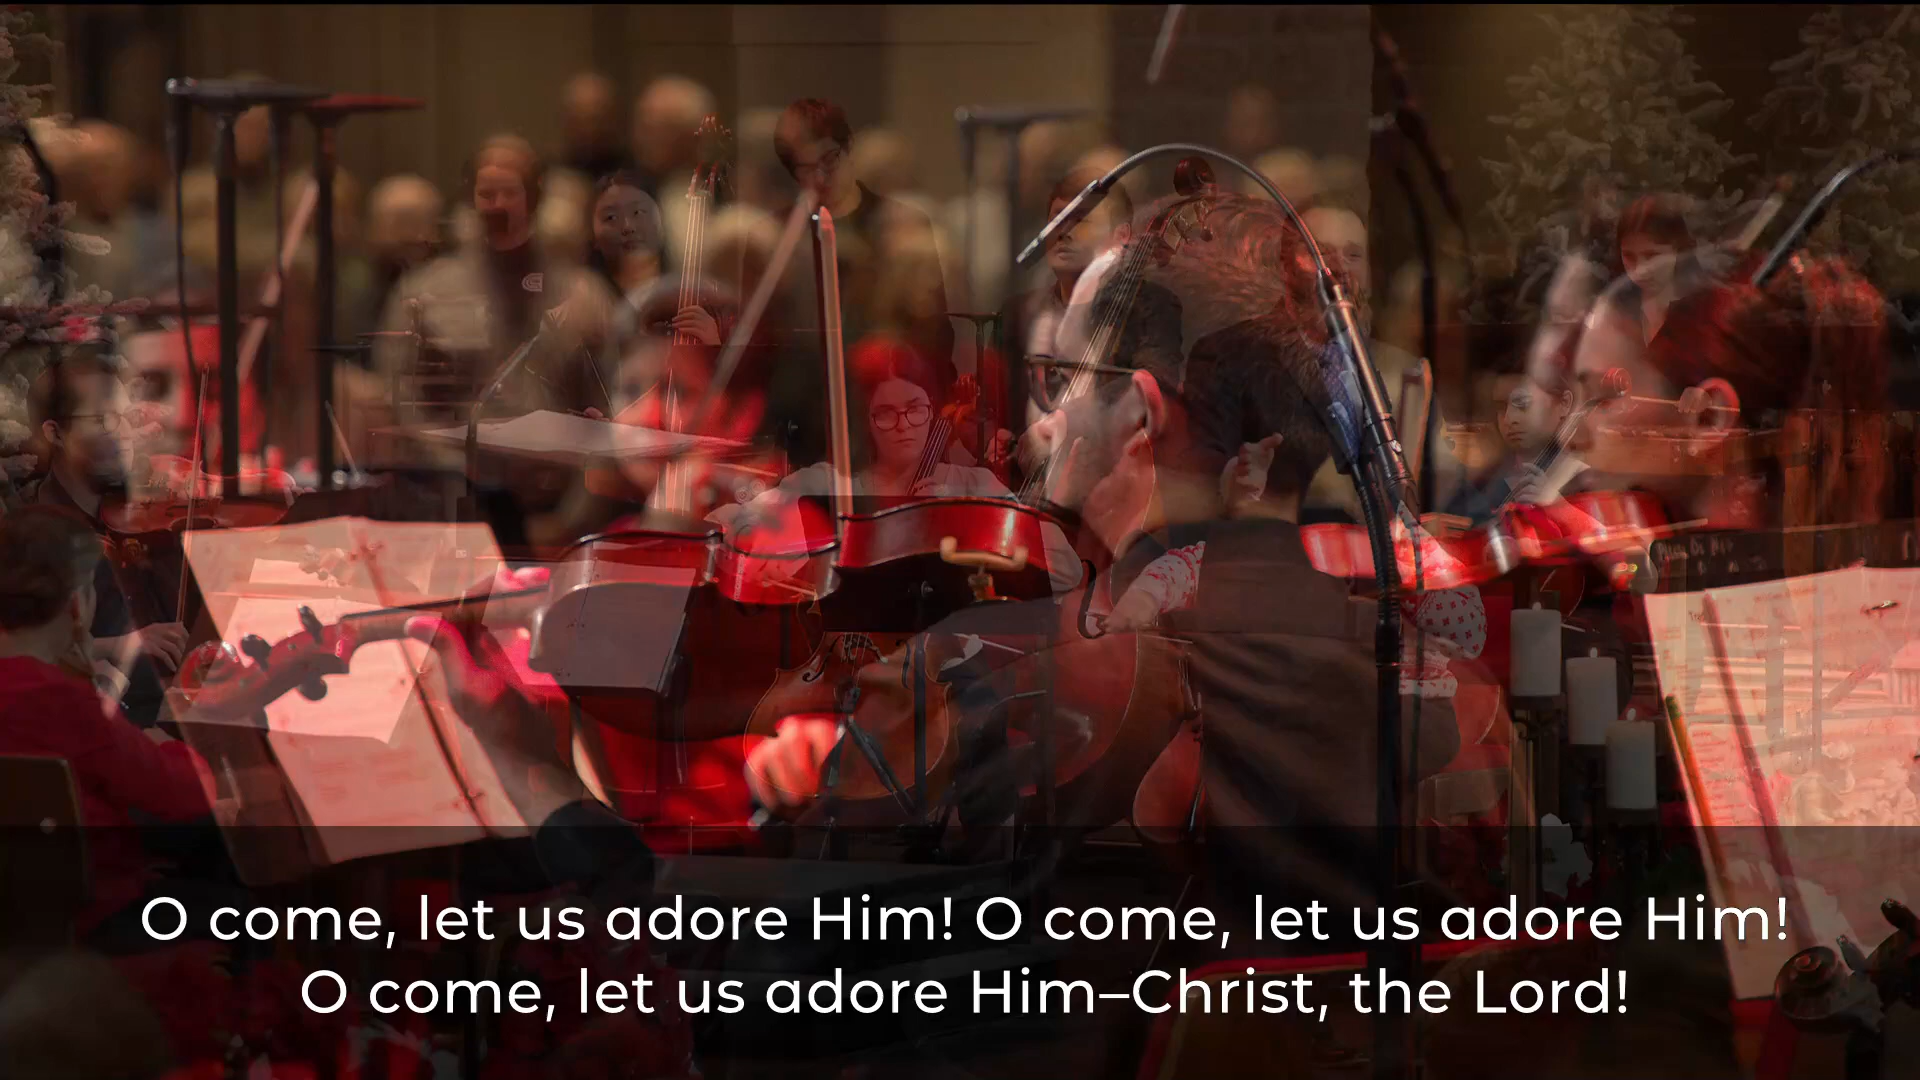 O come, let us adore Him! O come, let us adore Him!
O come, let us adore Him–Christ, the Lord!